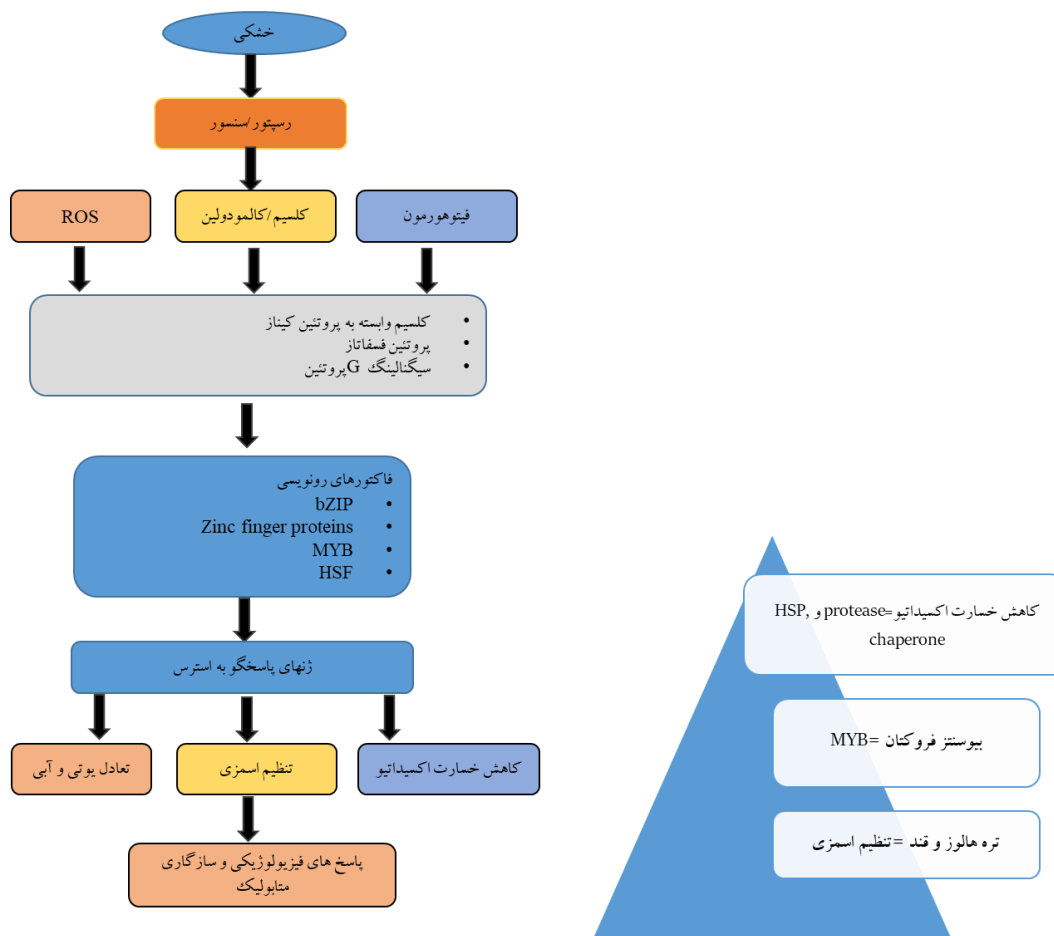 خشکی
رسپتور/سنسور
ROS
کلسیم/کالمودولین
فیتوهورمون
• کلسیم وابسته به پروتئین کیناز
• پروتئین فسفاتاز
• سیگنالینگ Gپروتئین
فاکتورهای رونویسی
• bZIP
• Zinc finger proteins
• MYB
• HSF
ژنهای پاسخگو به استرس
تعادل یوتی و آبی
تنظیم اسمزی
کاهش خسارت اکسیداتیو
پاسخ های فیزیولوژیکی و سازگاری
متابولیک
کاهش خسارت اکسیداتیو=protease و HSP,
chaperone
بیوسنتز فروکتان =MYB
تره هالوز و قند =تنظیم اسمزی